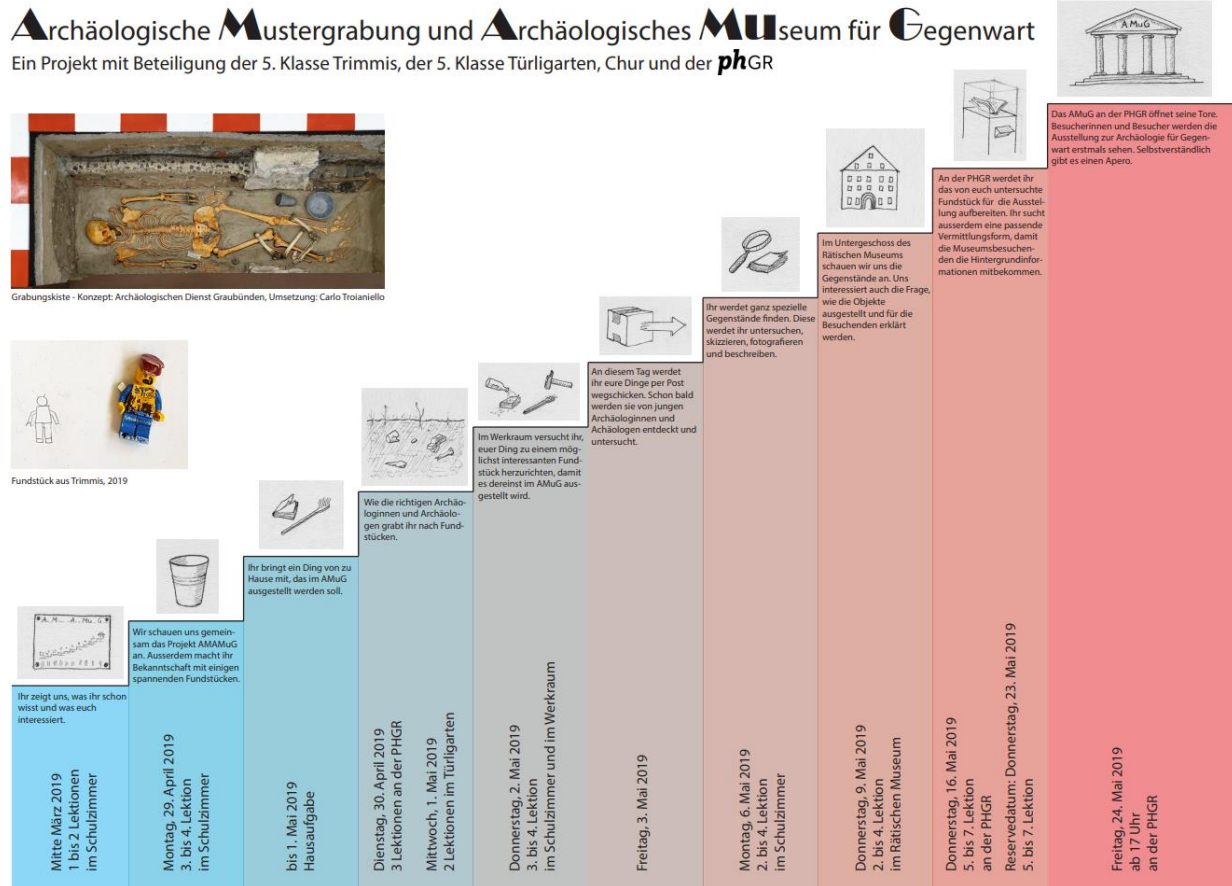 Archäologische Mustergrabung und Archäologisches MUseum für Gegenwart
Ein Projekt mit Beteiligung der 5. Klasse Trimmis, der 5. Klasse Türligarten, Chur und der phGR
Grabungskiste - Konzept: Archäologischen Dienst Graubünden, Umsetzung: Carlo Troianiello
Fundstück aus Trimmis, 2019
A M A Mu G
Ihr zeigt uns, was ihr schon
wisst und was euch
interessiert.
Mitte März 2019
1 bis 2 Lektionen
im Schulzimmer
Wir schauen uns gemein-
sam das Projekt AMAMuG
an. Ausserdem macht ihr
Bekanntschaft mit einigen
spannenden Fundstücken.
Montag, 29. April 2019
3. bis 4. Lektion
im Schulzimmer
Ihr bringt ein Ding von zu
Hause mit, das im AMuG
ausgestellt werden soll.
bis 1. Mai 2019
Hausaufgabe
Wie die richtigen Archäo-
loginnen und Archäolo-
gen grabt ihr nach Fund-
stücken.
Dienstag, 30. April 2019
3 Lektionen an der PHGR
Mittwoch, 1. Mai 2019
2 Lektionen im Türligarten
Im Werkraum versucht ihr,
euer Ding zu einem mög-
lichst interessanten Fund-
stück herzurichten, damit
es dereinst im AMuG aus-
gestellt wird.
Donnerstag, 2. Mai 2019
3. bis 4. Lektion
im Schulzimmer und im Werkraum
An diesem Tag werdet
ihr eure Dinge per Post
wegschicken. Schon bald
werden sie von jungen
Archäologinnen und
Achäologen entdeckt und
untersucht.
Freitag, 3. Mai 2019
Ihr werdet ganz spezielle
Gegenstände finden. Diese
werdet ihr untersuchen,
skizzieren, fotografieren
und beschreiben.
Montag, 6. Mai 2019
2. bis 4. Lektion
im Schulzimmer
Im Untergeschoss des
Rätischen Museums
schauen wir uns die
Gegenstände an. Uns
interessiert auch die Frage,
wie die Objekte
ausgestellt und für die
Besuchenden erklärt
werden.
Donnerstag, 9. Mai 2019
2. bis 4. Lektion
im Rätischen Museum
An der PHGR werdet ihr
das von euch untersuchte
Fundstück für die Ausstel-
lung aufbereiten. Ihr sucht
ausserdem eine passende
Vermittlungsform, damit
die Museumsbesuchen-
den die Hintergrundinfor-
mationen mitbekommen.
Donnerstag, 16. Mai 2019
5. bis 7. Lektion
an der PHGR
Reservedatum: Donnerstag, 23. Mai 2019
5. bis 7. Lektion
A MuG
Das AMuG an der PHGR öffnet seine Tore.
Besucherinnen und Besucher werden die
Ausstellung zur Archäologie für Gegen-
wart erstmals sehen. Selbstverständlich
gibt es einen Apero.
Freitag, 24. Mai 2019
ab 17 Uhr
an der PHGR